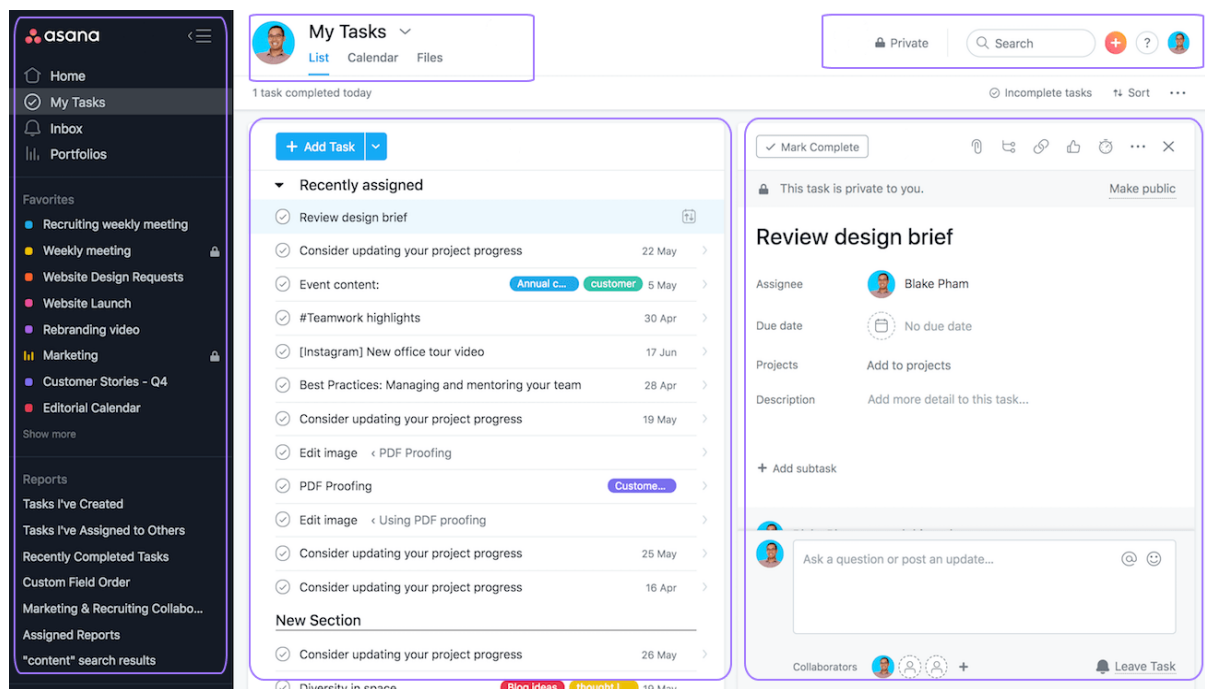 asana
Home
My Tasks
Inbox
Portfolios
Favorites
Recruiting weekly meeting
Weekly meeting
Website Design Requests
Website Launch
Rebranding video
Marketing
Customer Stories - Q4
Editorial Calendar
Show more
Reports
Tasks I've Created
Tasks I've Assigned to Others
Recently Completed Tasks
Custom Field Order
Marketing & Recruiting Collabo...
Assigned Reports
"content" search results
My Tasks
List Calendar Files
Private Search ?
1 task completed today
Incomplete tasks Sort
+ Add Task
Recently assigned
Review design brief
Consider updating your project progress 22 May
Event content: Annual c... customer 5 May
#Teamwork highlights 30 Apr
[Instagram] New office tour video 17 Jun
Best Practices: Managing and mentoring your team 28 Apr
Consider updating your project progress 19 May
Edit image ‹ PDF Proofing
PDF Proofing Custome...
Edit image ‹ Using PDF proofing
Consider updating your project progress 25 May
Consider updating your project progress 16 Apr
New Section
Consider updating your project progress 26 May
Diversity in space Blog ideas thought l... 19 May
Mark Complete
This task is private to you. Make public
Review design brief
Assignee Blake Pham
Due date No due date
Projects Add to projects
Description Add more detail to this task...
+ Add subtask
Ask a question or post an update...
Collaborators + Leave Task